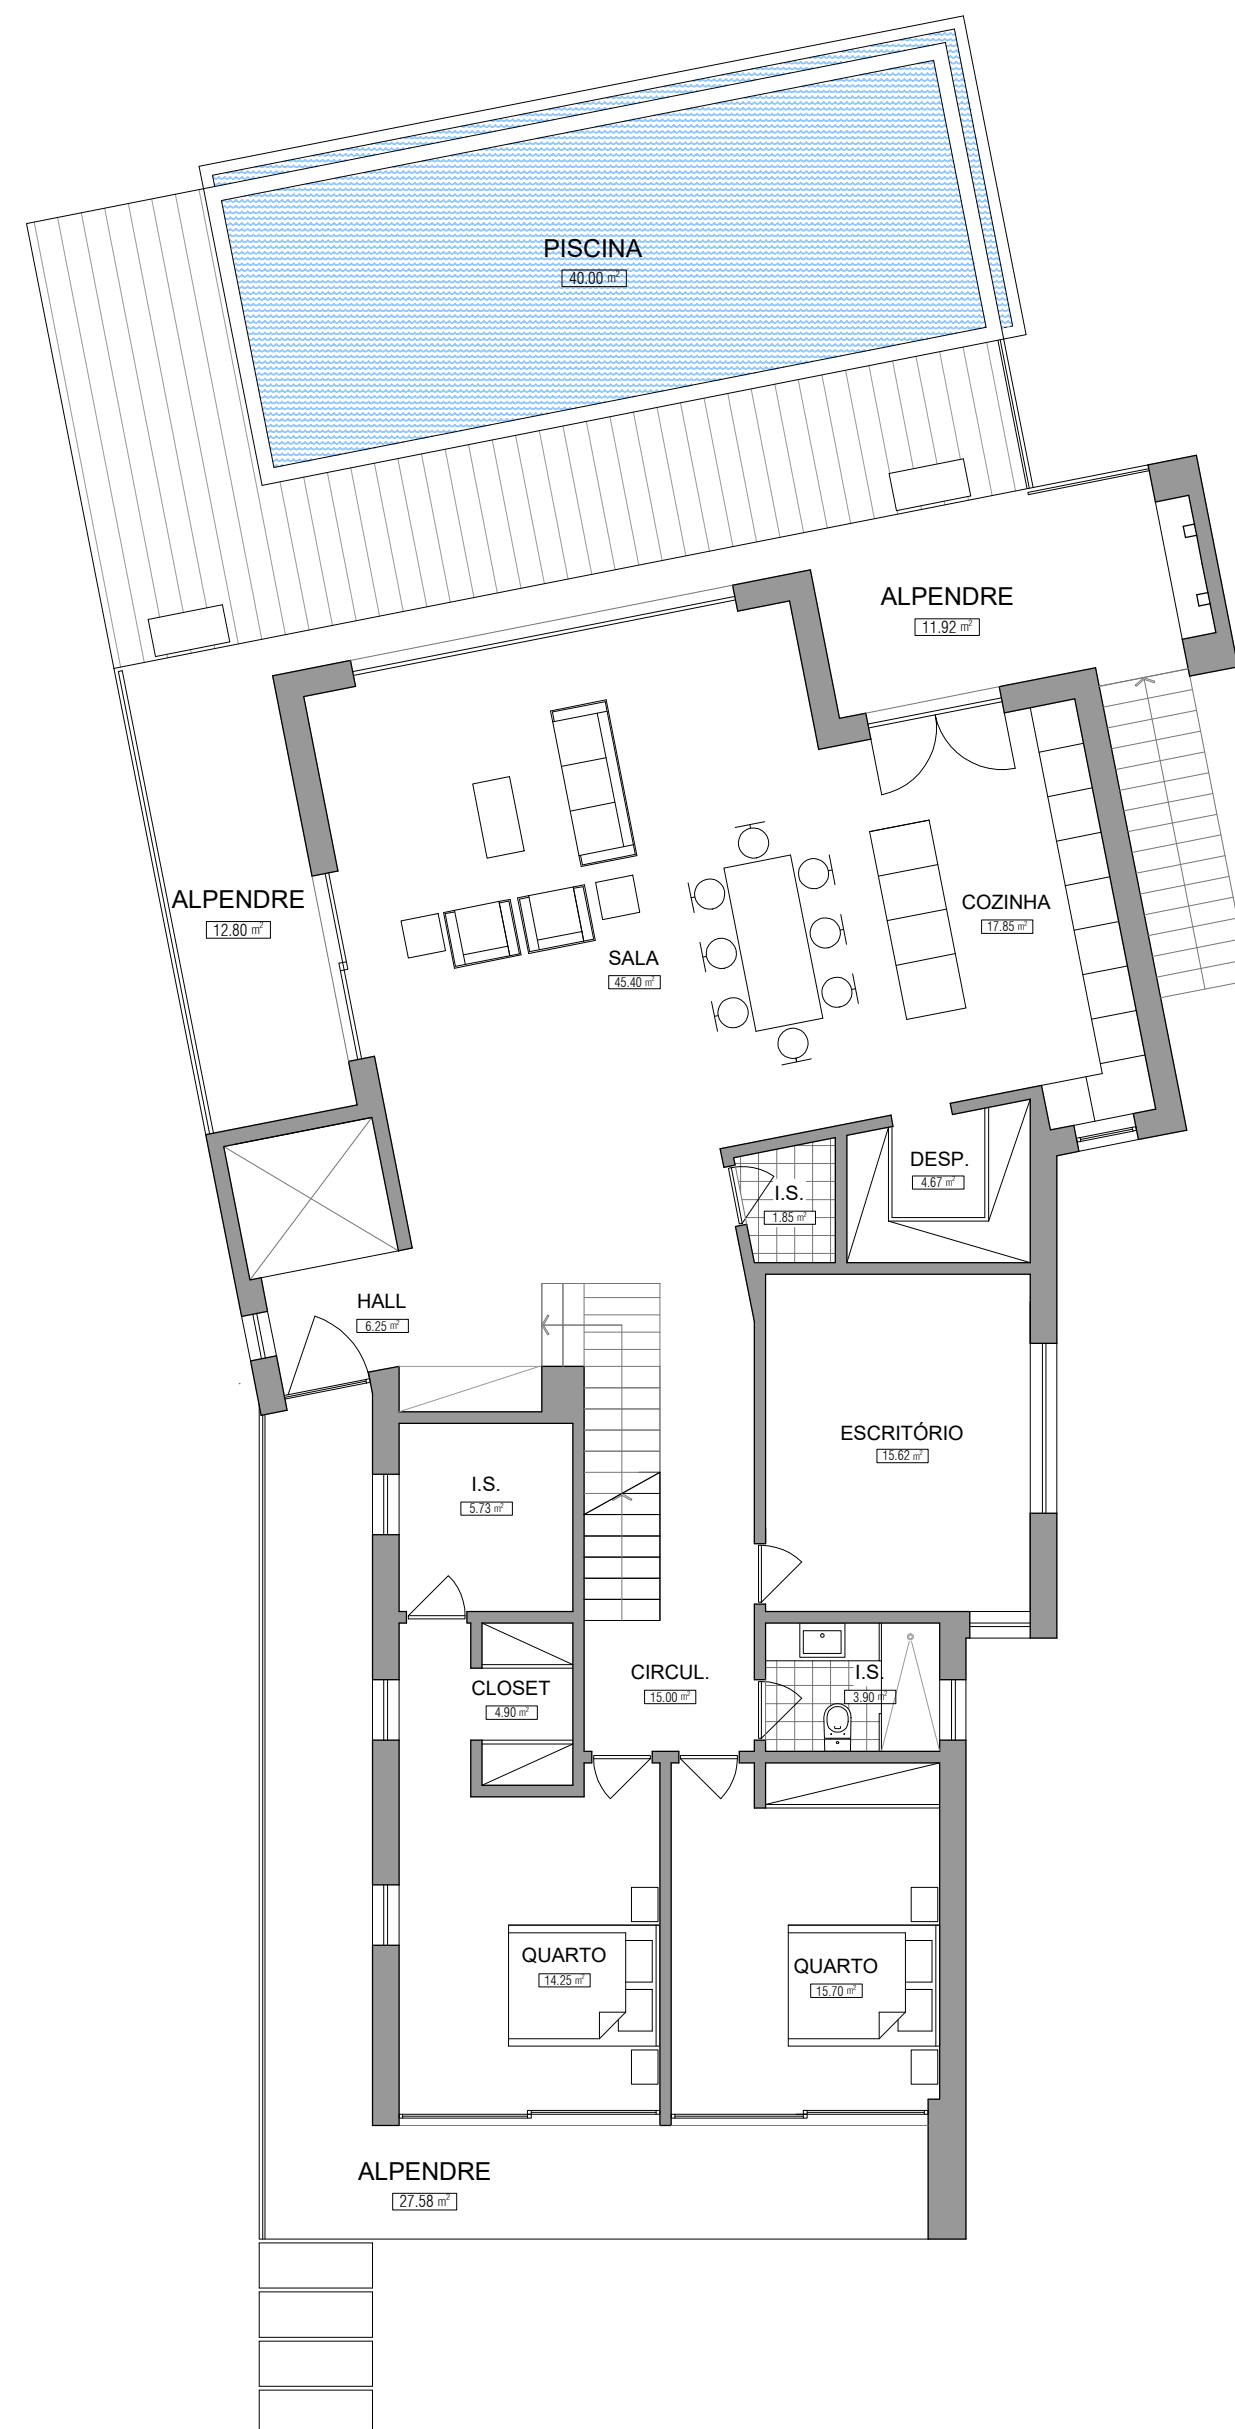 PISCINA
40.00 m²
ALPENDRE
11.92 m²
ALPENDRE
12.80 m²
COZINHA
17.85 m²
SALA
45.40 m²
DESP.
4.67 m²
I.S.
1.85 m²
HALL
6.25 m²
ESCRITÓRIO
15.62 m²
I.S.
5.73 m²
CIRCUL.
15.00 m²
I.S.
3.90 m²
CLOSET
4.90 m²
QUARTO
14.25 m²
QUARTO
15.70 m²
ALPENDRE
27.58 m²